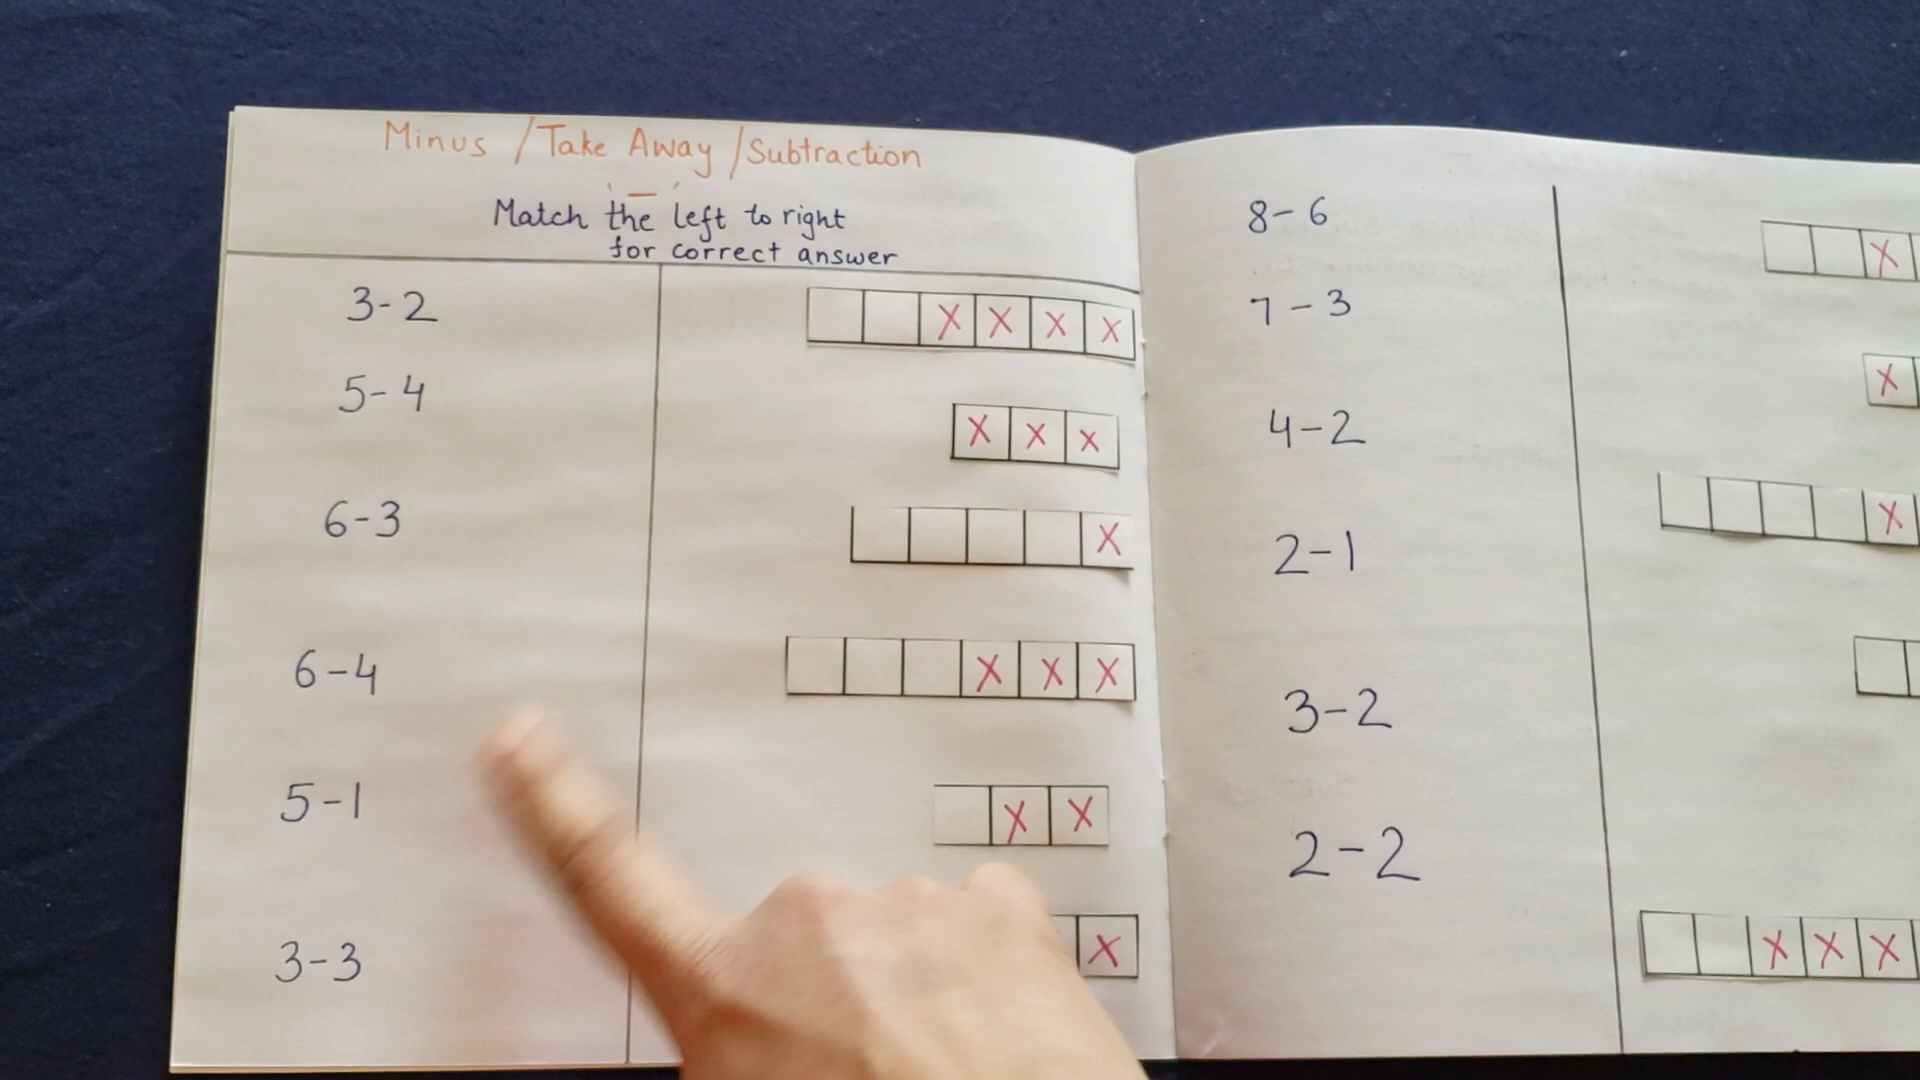 Minus / Take Away / Subtraction
—
Match the left to right
for correct answer
3-2
X X X X
5-4
X X X
6-3
X
6-4
X X X
5-1
X X
3-3
X
8-6
X
7-3
X
4-2
X
2-1
3-2
2-2
X X X